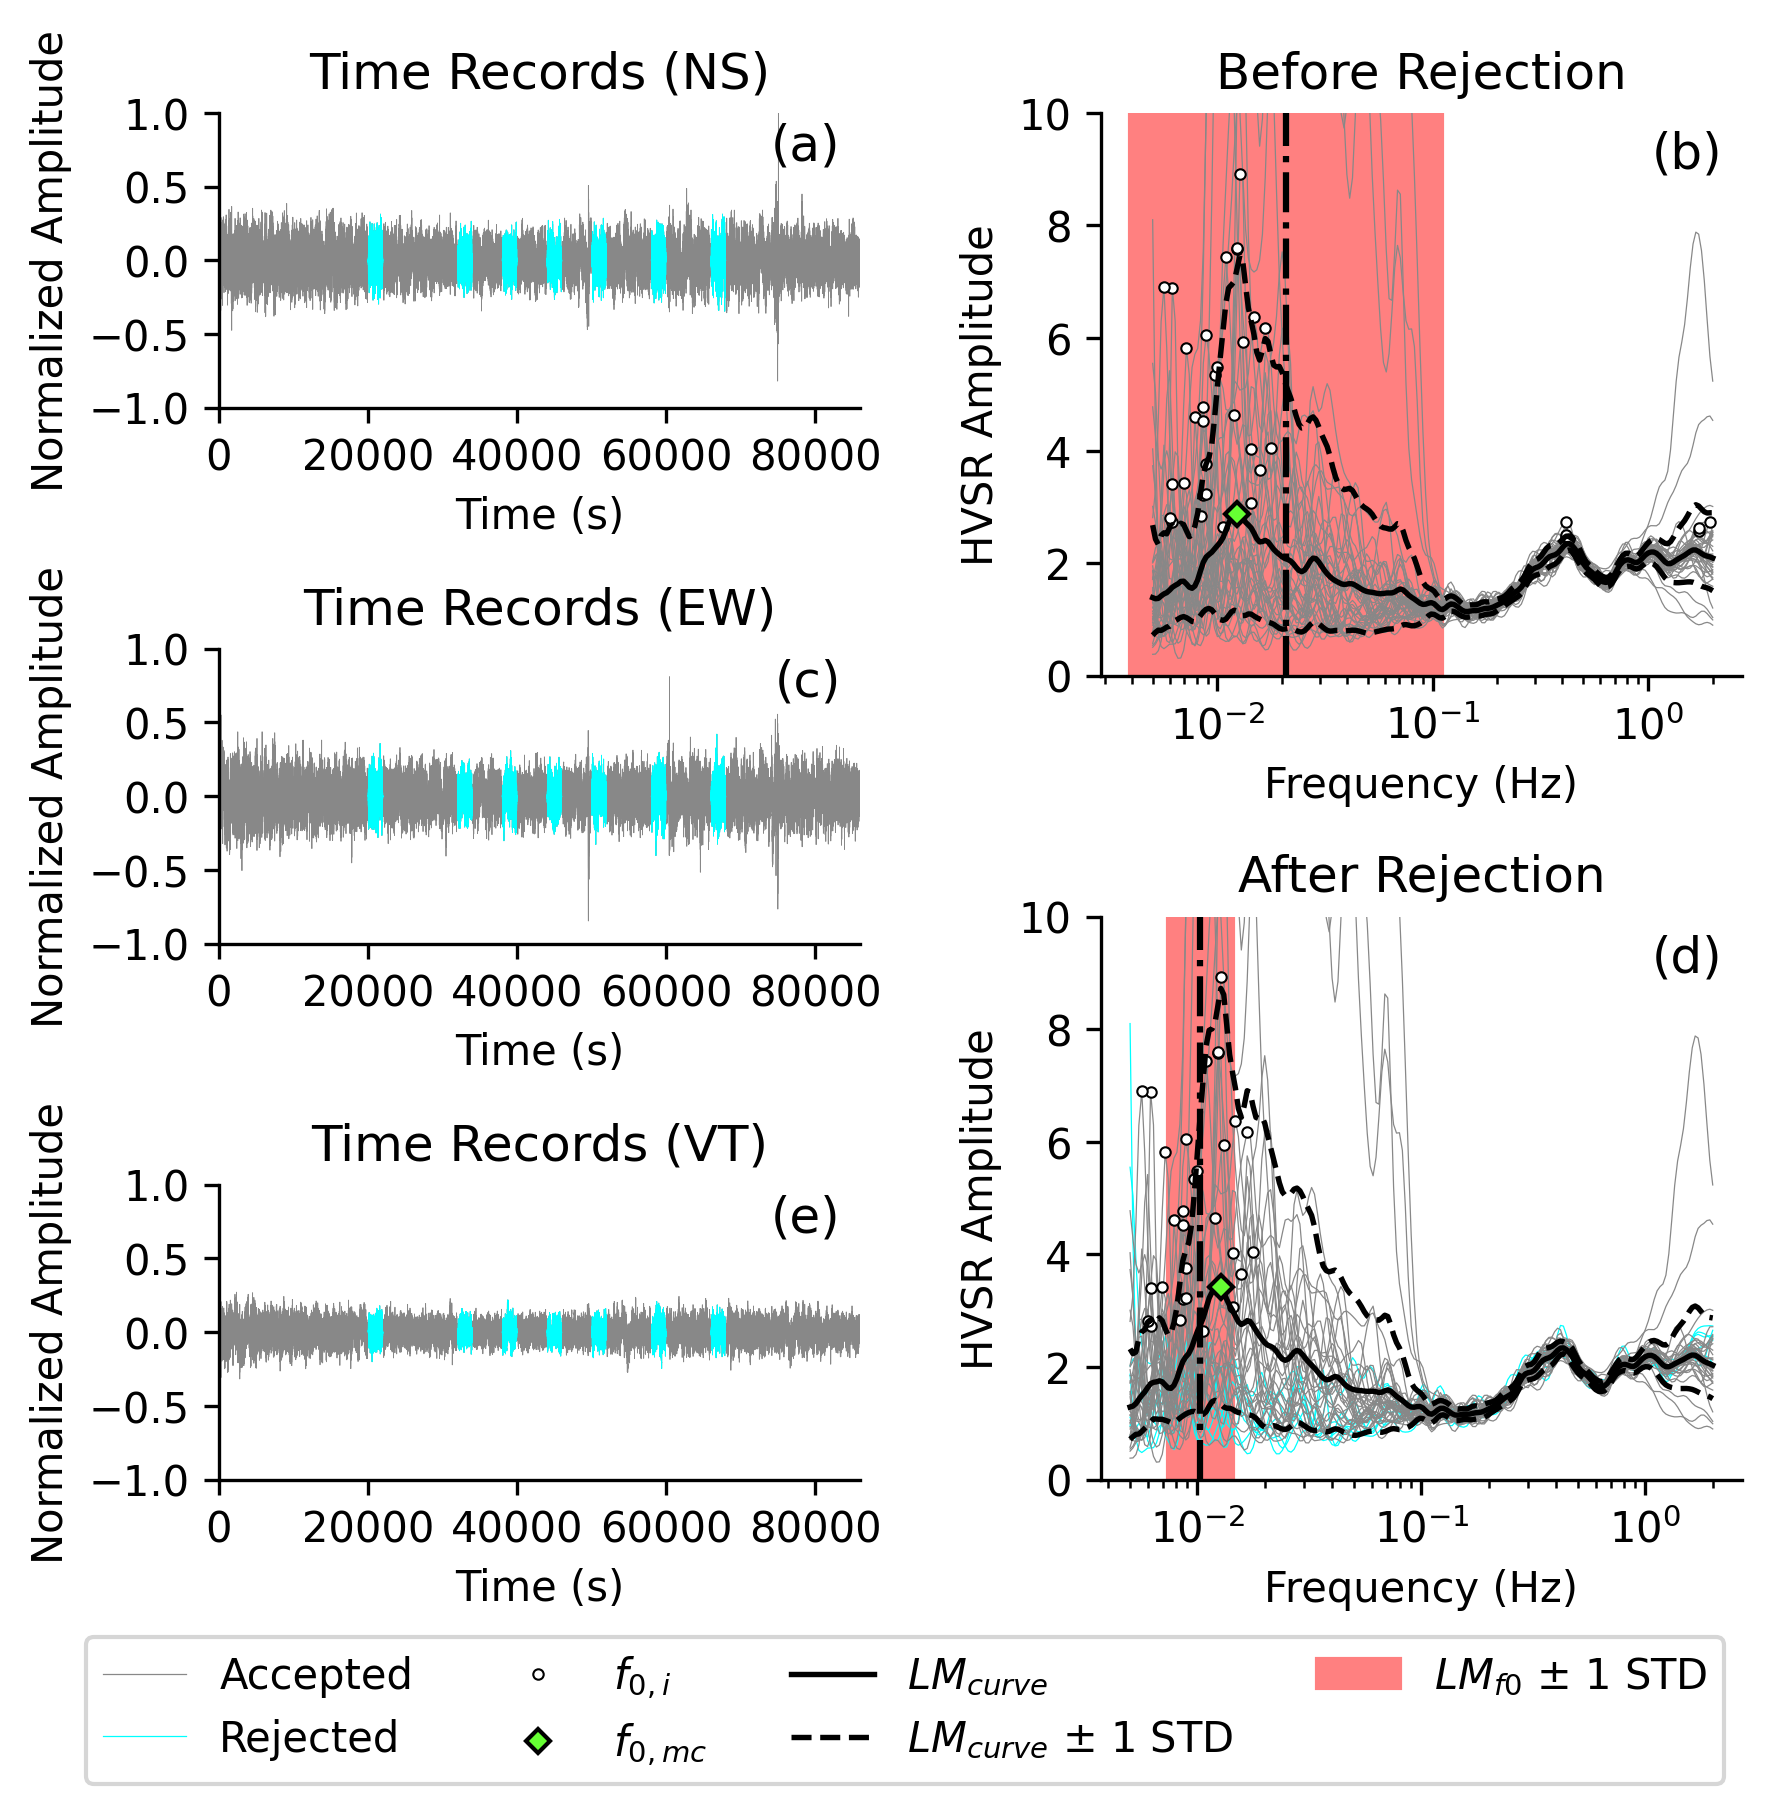 Time Records (NS)
Normalized Amplitude
1.0
0.5
0.0
−0.5
−1.0
(a)
0 20000 40000 60000 80000
Time (s)
Before Rejection
HVSR Amplitude
10
8
6
4
2
0
(b)
10⁻² 10⁻¹ 10⁰
Frequency (Hz)
Time Records (EW)
Normalized Amplitude
1.0
0.5
0.0
−0.5
−1.0
(c)
0 20000 40000 60000 80000
Time (s)
After Rejection
HVSR Amplitude
10
8
6
4
2
0
(d)
10⁻² 10⁻¹ 10⁰
Frequency (Hz)
Time Records (VT)
Normalized Amplitude
1.0
0.5
0.0
−0.5
−1.0
(e)
0 20000 40000 60000 80000
Time (s)
Accepted
Rejected
f0,i
f0,mc
LMcurve
LMcurve ± 1 STD
LMf0 ± 1 STD